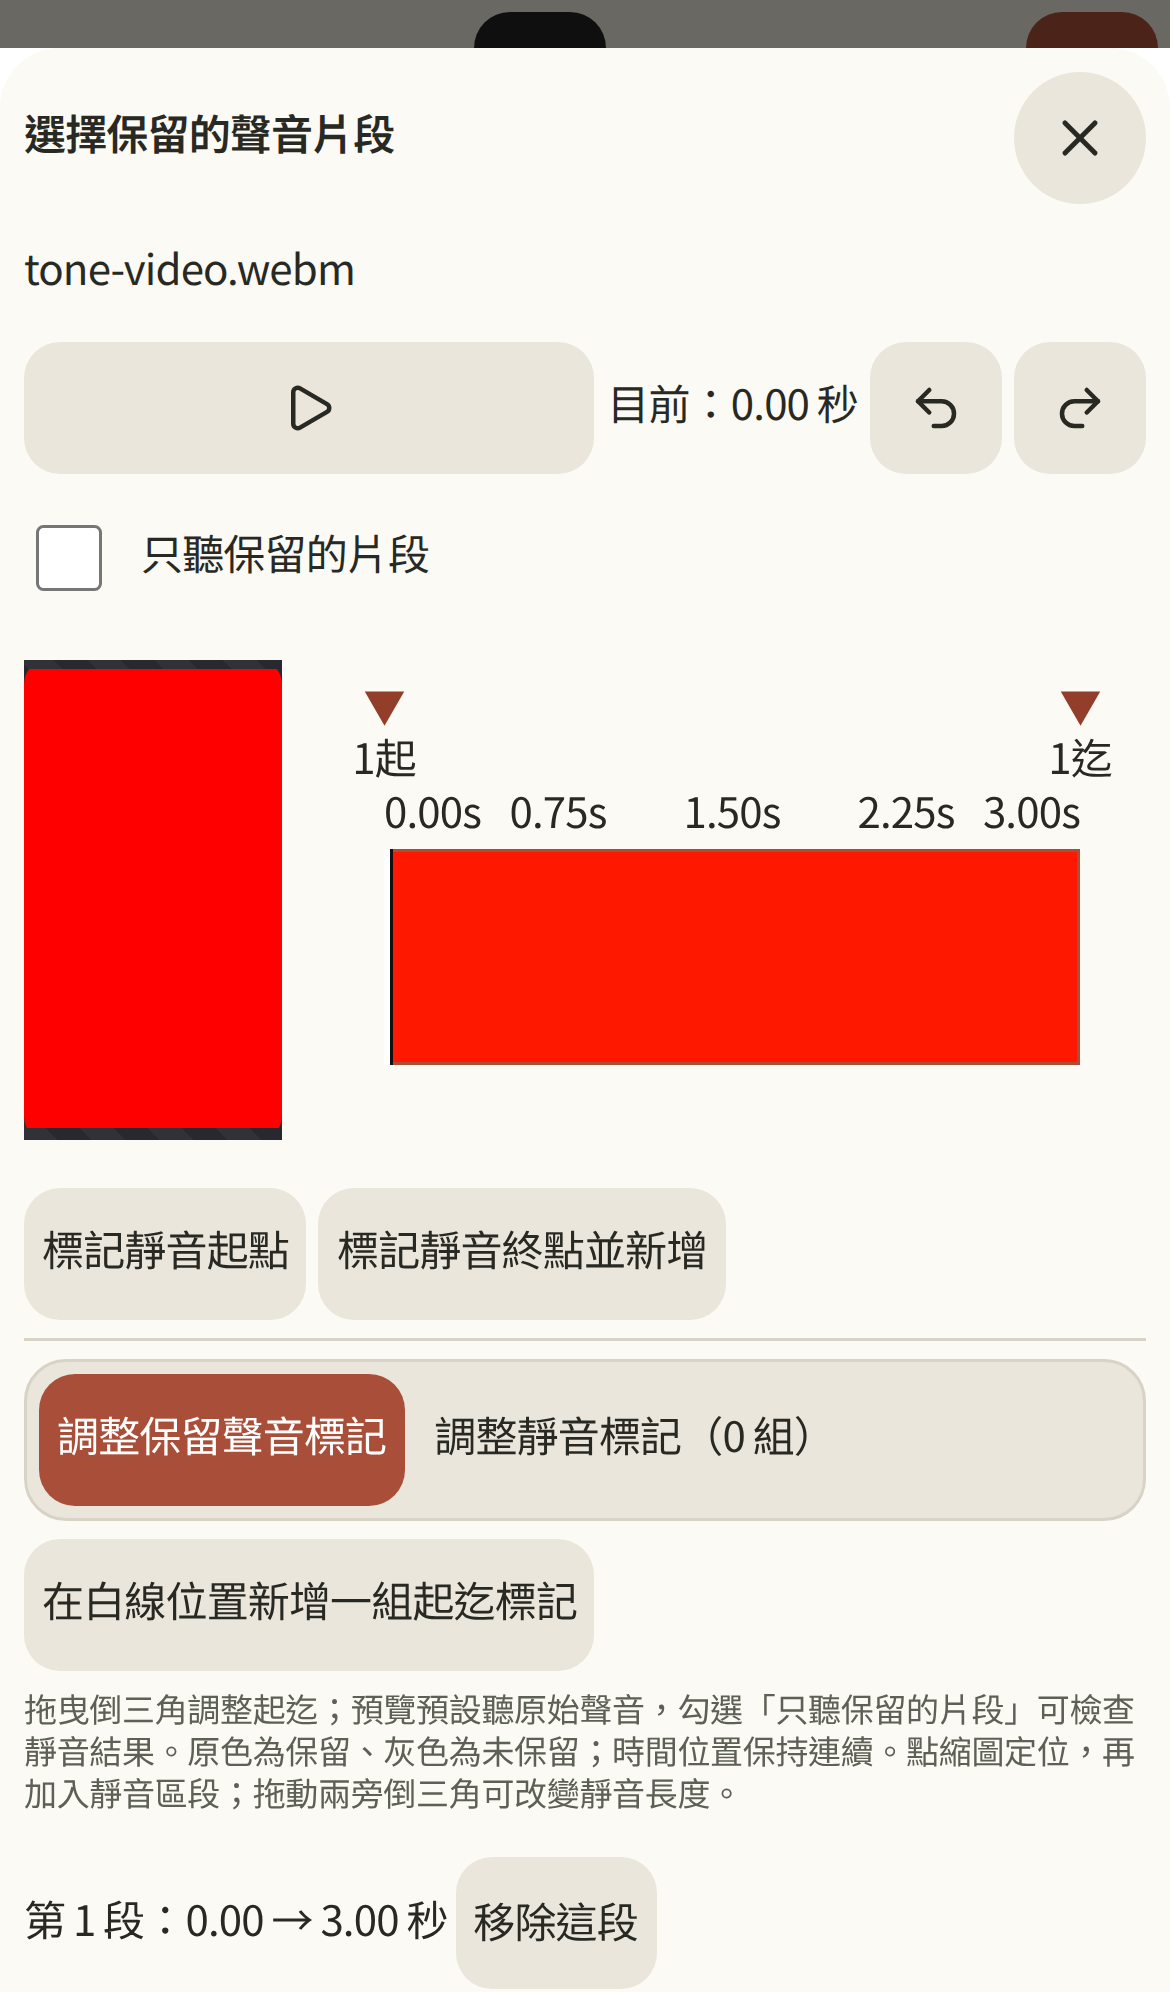 選擇保留的聲音片段
tone-video.webm
目前：0.00 秒
只聽保留的片段
1起
1迄
0.00s 0.75s 1.50s 2.25s 3.00s
標記靜音起點 標記靜音終點並新增
調整保留聲音標記 調整靜音標記（0 組）
在白線位置新增一組起迄標記
拖曳倒三角調整起迄；預覽預設聽原始聲音，勾選「只聽保留的片段」可檢查
靜音結果。原色為保留、灰色為未保留；時間位置保持連續。點縮圖定位，再
加入靜音區段；拖動兩旁倒三角可改變靜音長度。
第 1 段：0.00 → 3.00 秒 移除這段